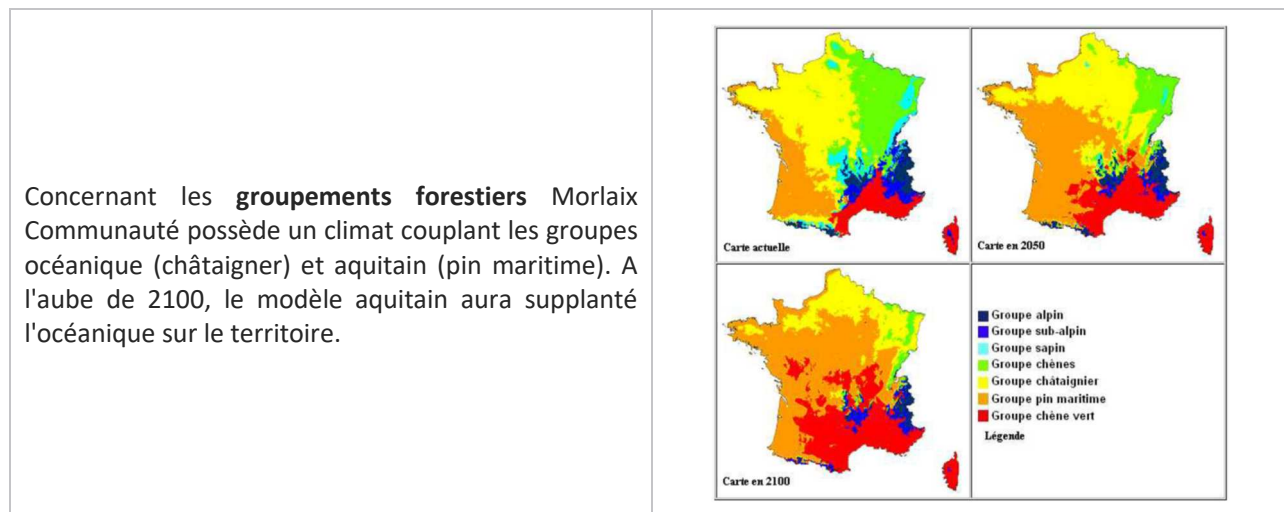 Concernant les groupements forestiers Morlaix
Communauté possède un climat couplant les groupes
océanique (châtaigner) et aquitain (pin maritime). A
l'aube de 2100, le modèle aquitain aura supplanté
l'océanique sur le territoire.
Carte actuelle
Carte en 2050
Carte en 2100
Groupe alpin
Groupe sub-alpin
Groupe sapin
Groupe chènes
Groupe châtaignier
Groupe pin maritime
Groupe chène vert
Légende